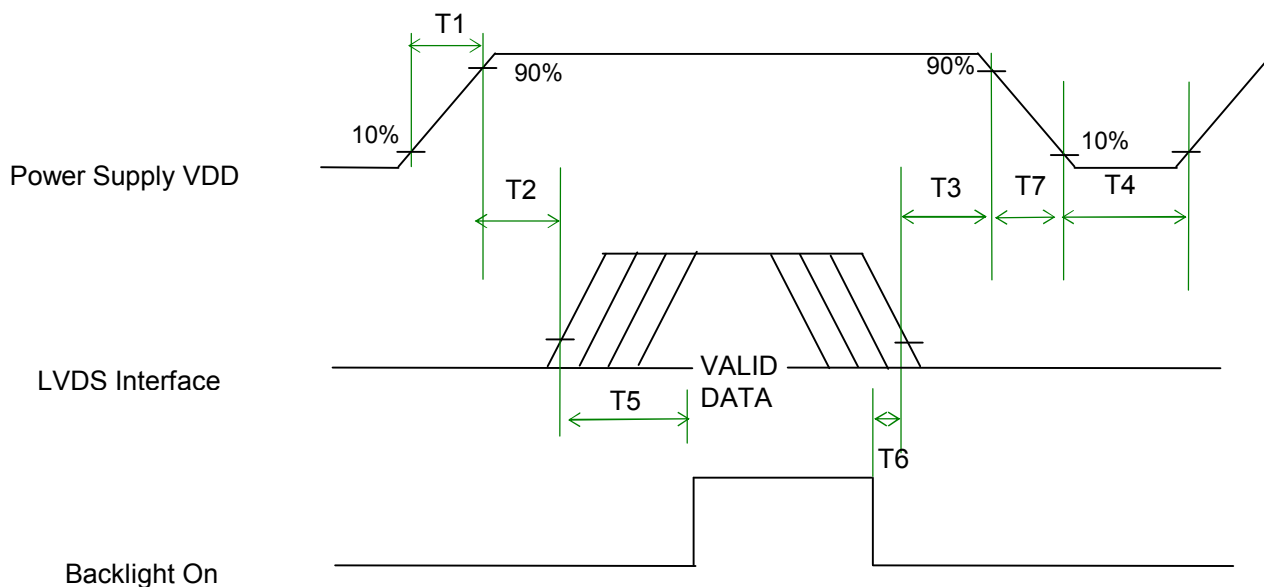 T1
90%
90%
10%
10%
Power Supply VDD
T2
T3
T7
T4
LVDS Interface
VALID
DATA
T5
T6
Backlight On